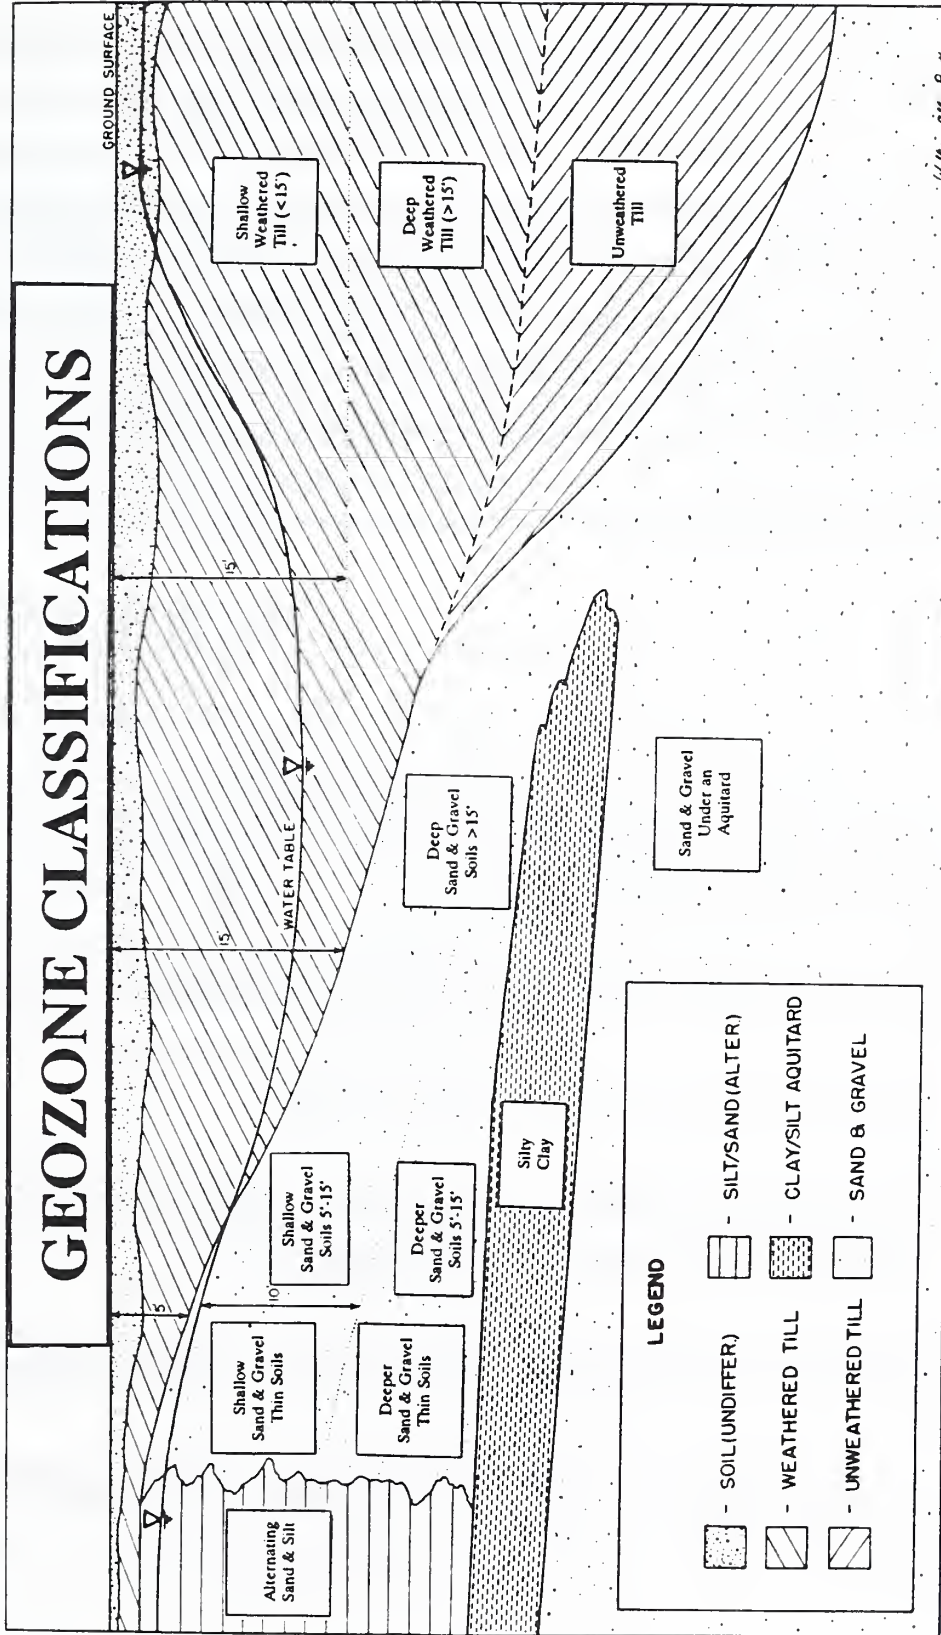 GEOZONE CLASSIFICATIONS
GROUND SURFACE
Shallow
Weathered
Till (<15')
Deep
Weathered
Till (>15')
Unweathered
Till
15'
15'
5'
10'
WATER TABLE
Deep
Sand & Gravel
Soils >15'
Sand & Gravel
Under an
Aquitard
Shallow
Sand & Gravel
Soils 5'-15'
Deeper
Sand & Gravel
Soils 5'-15'
Silty
Clay
Shallow
Sand & Gravel
Thin Soils
Deeper
Sand & Gravel
Thin Soils
Alternating
Sand & Silt
LEGEND
- SOIL (UNDIFFER.)
- WEATHERED TILL
- UNWEATHERED TILL
- SILT/SAND (ALTER.)
- CLAY/SILT AQUITARD
- SAND & GRAVEL